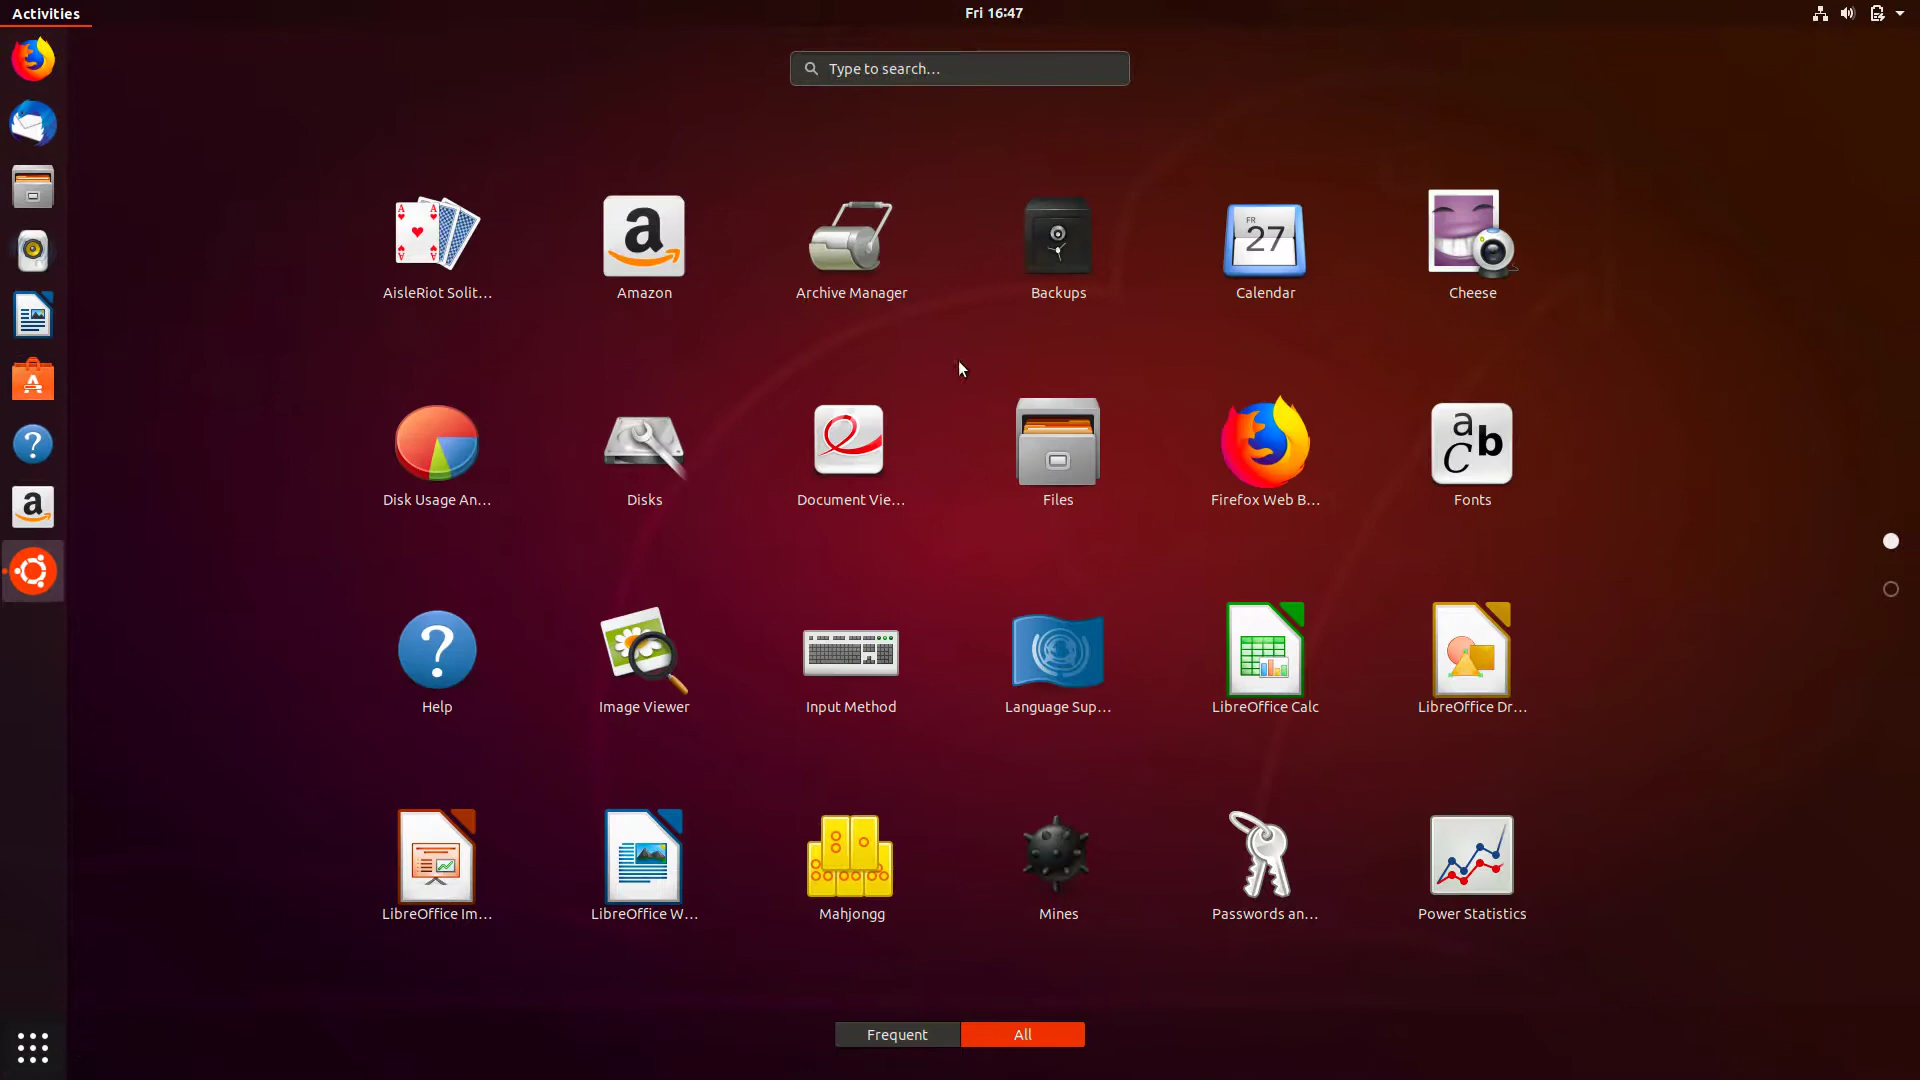 Activities
Fri 16:47
Type to search...
AisleRiot Solit...
Amazon
Archive Manager
Backups
FR
27
Calendar
Cheese
Disk Usage An...
Disks
Document Vie...
Files
Firefox Web B...
a
b
C
Fonts
Help
Image Viewer
Input Method
Language Sup...
LibreOffice Calc
LibreOffice Dr...
LibreOffice Im...
LibreOffice W...
Mahjongg
Mines
Passwords an...
Power Statistics
Frequent
All